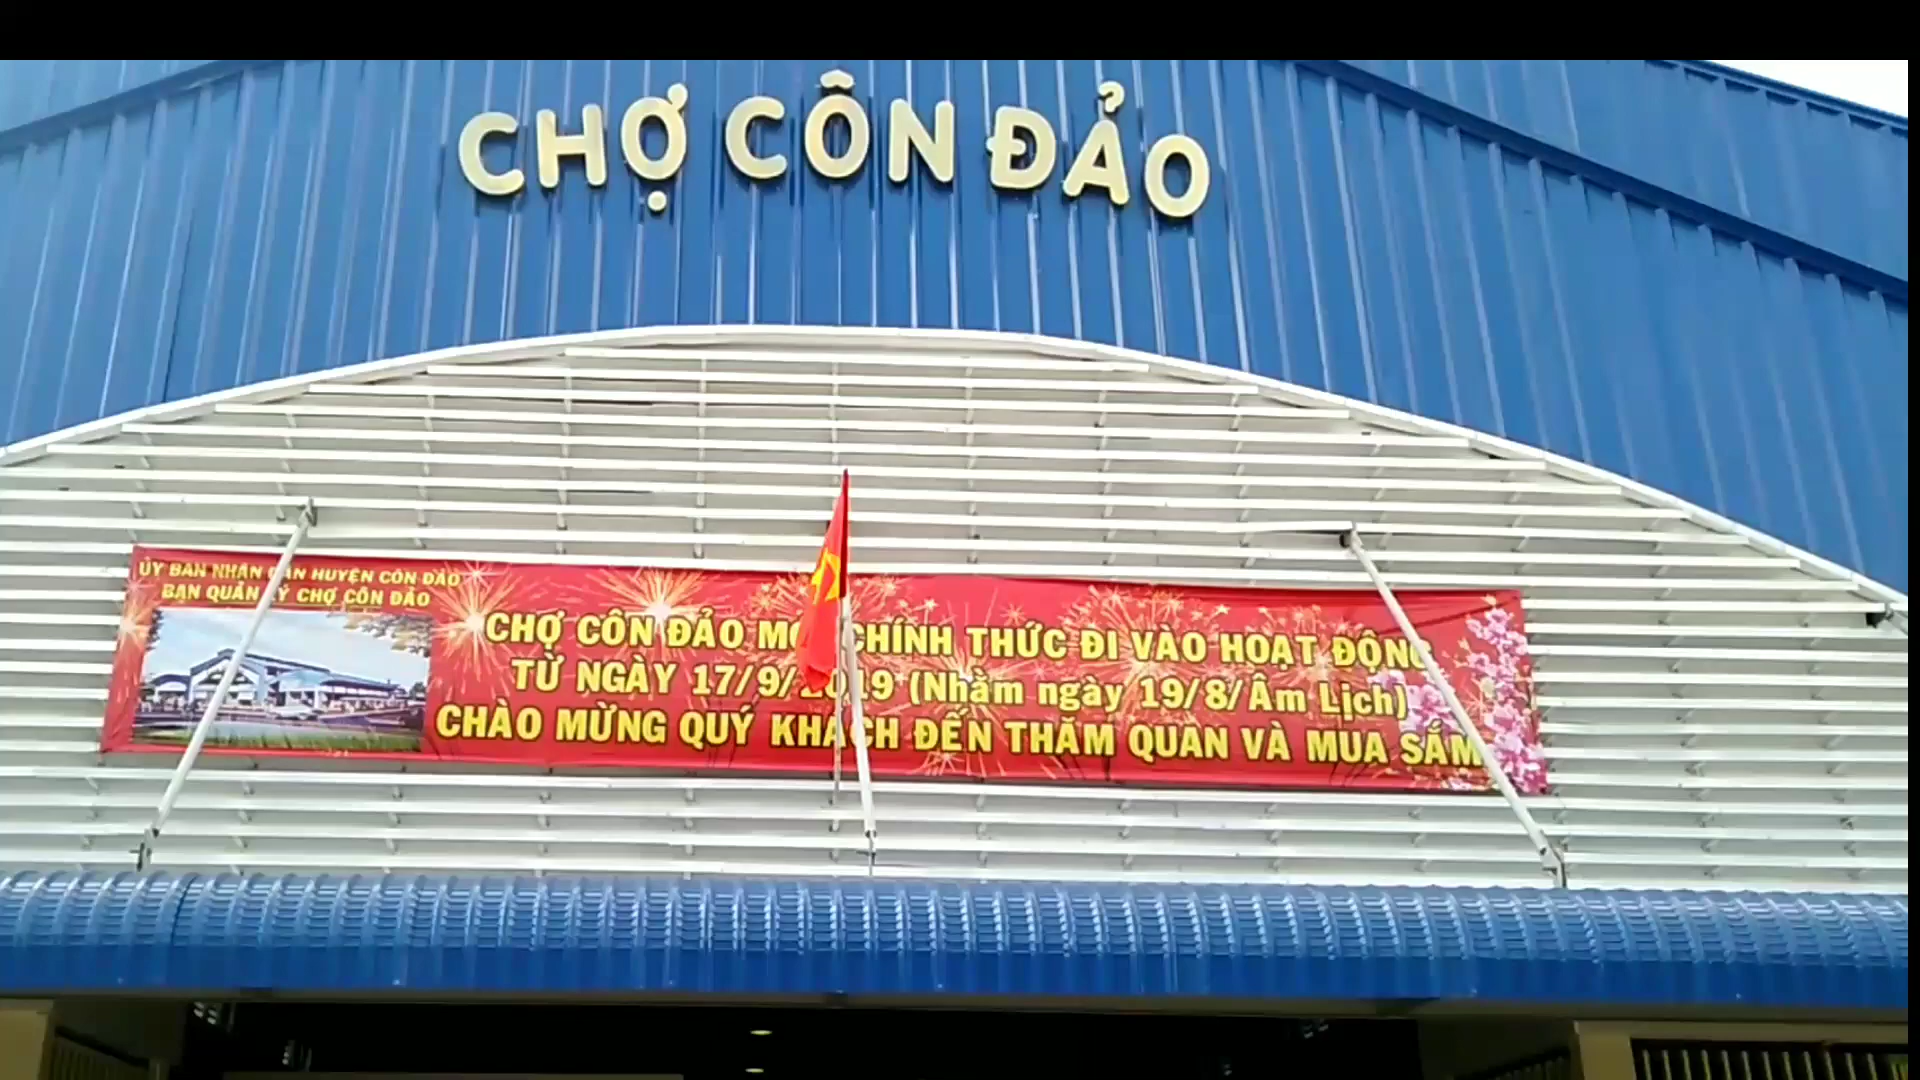 CHỢ CÔN ĐẢO
ỦY BAN NHÂN DÂN HUYỆN CÔN ĐẢO
BAN QUẢN LÝ CHỢ CÔN ĐẢO
CHỢ CÔN ĐẢO MỚI CHÍNH THỨC ĐI VÀO HOẠT ĐỘNG
TỪ NGÀY 17/9/2019 (Nhằm ngày 19/8/Âm Lịch)
CHÀO MỪNG QUÝ KHÁCH ĐẾN THĂM QUAN VÀ MUA SẮM